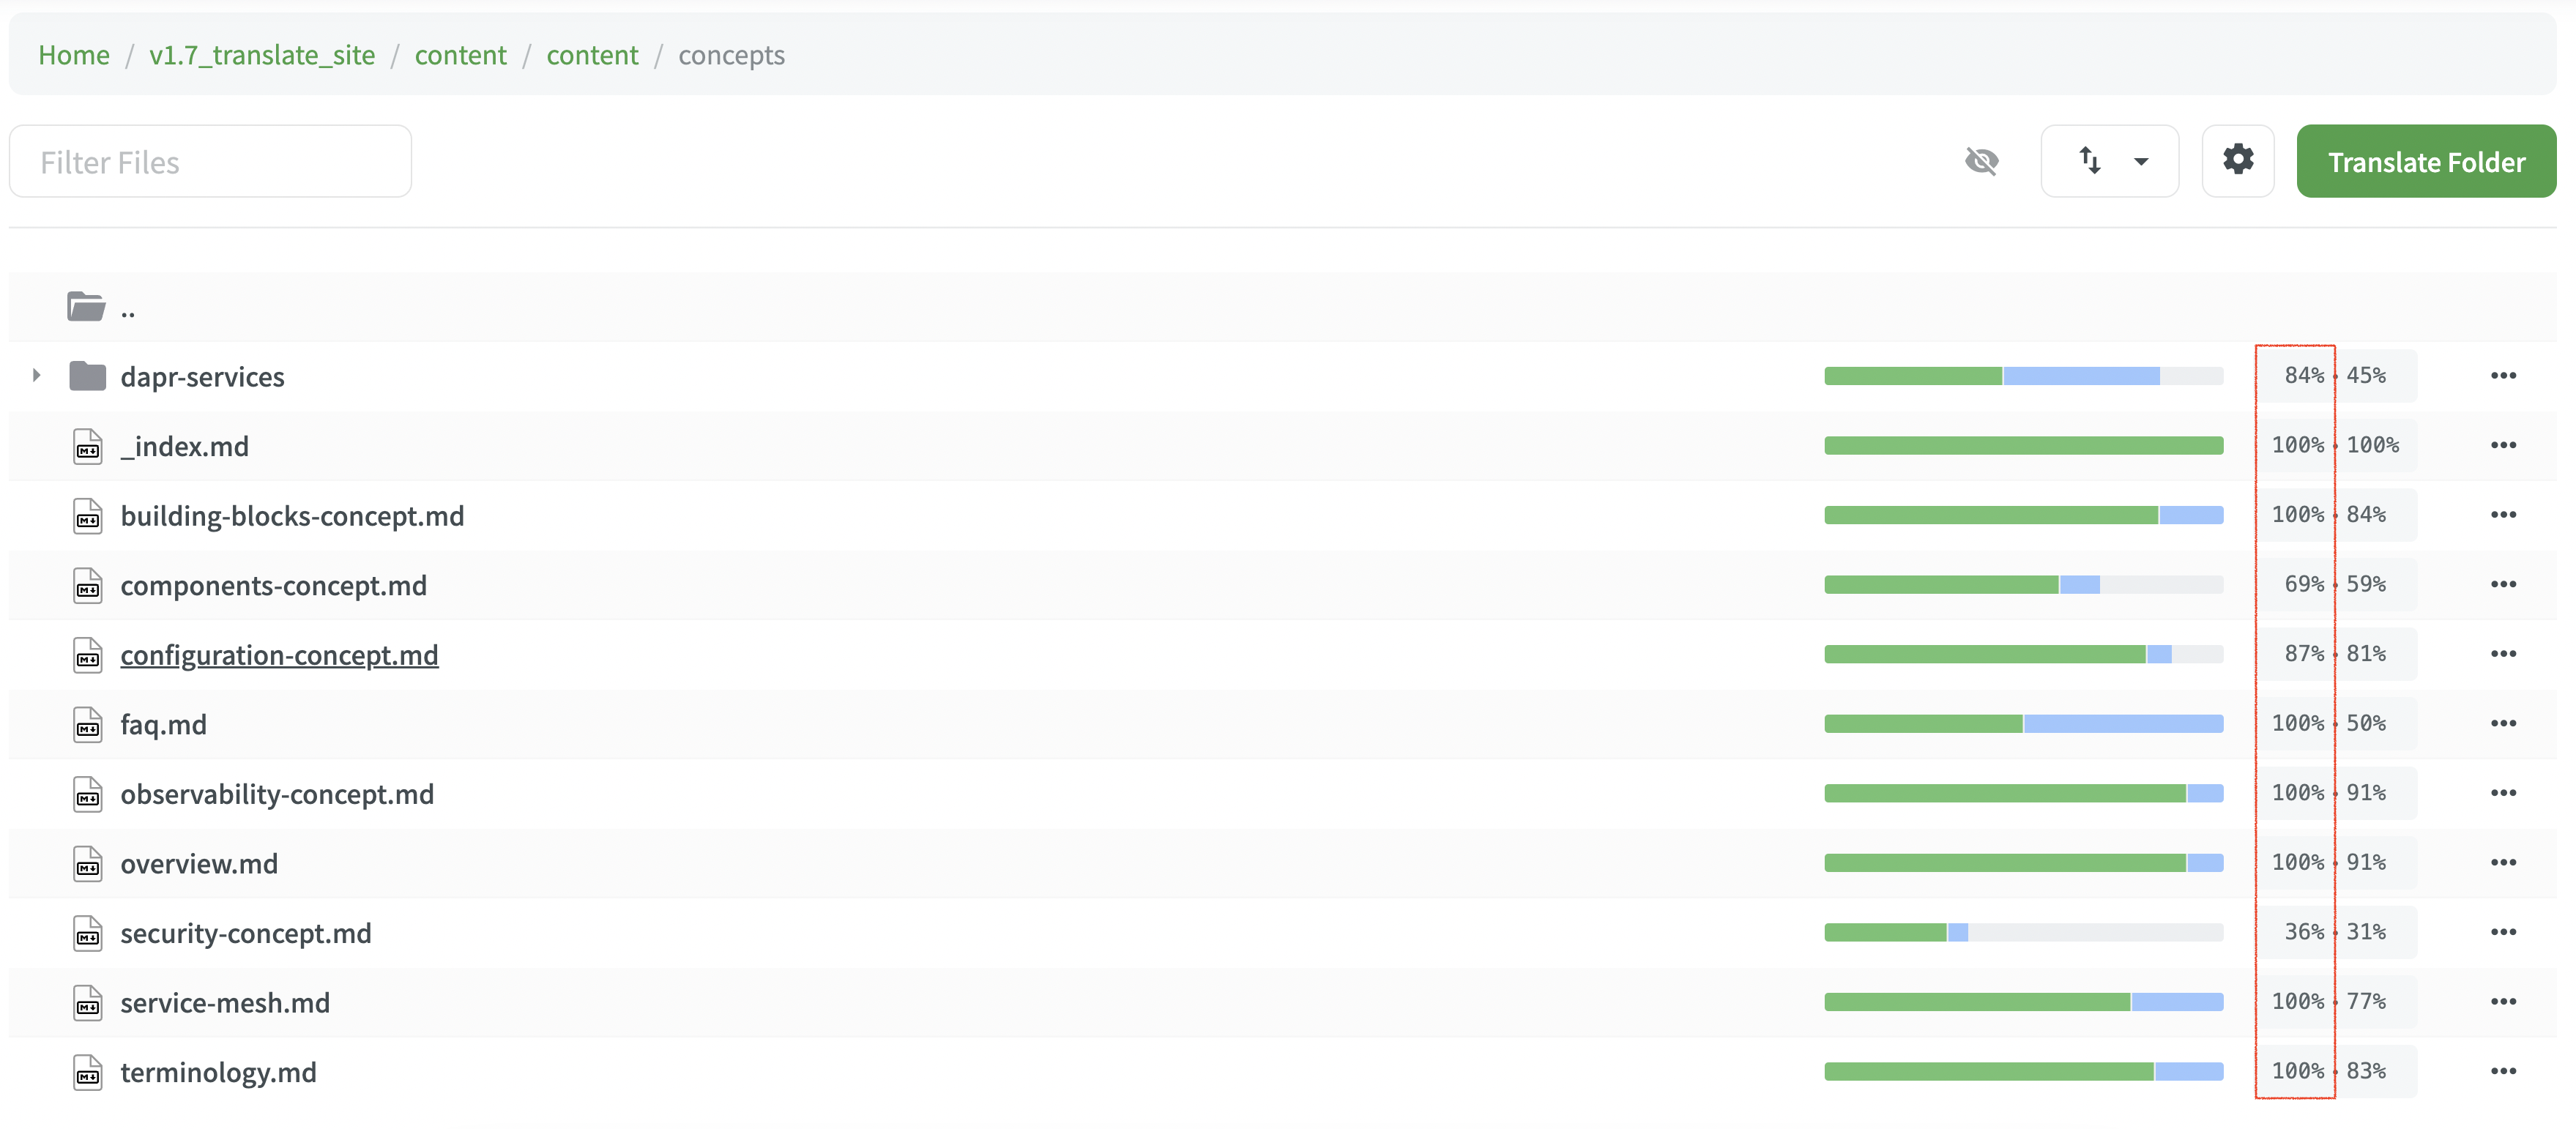 Home / v1.7_translate_site / content / content / concepts
Filter Files
Translate Folder
..
dapr-services 84% • 45%
_index.md 100% • 100%
building-blocks-concept.md 100% • 84%
components-concept.md 69% • 59%
configuration-concept.md 87% • 81%
faq.md 100% • 50%
observability-concept.md 100% • 91%
overview.md 100% • 91%
security-concept.md 36% • 31%
service-mesh.md 100% • 77%
terminology.md 100% • 83%